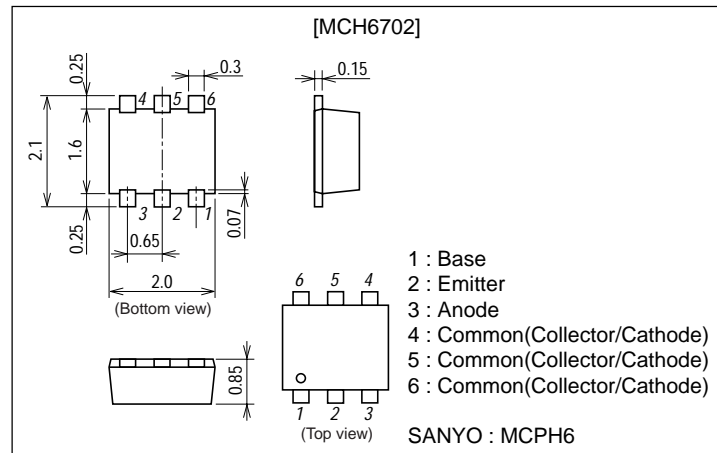 [MCH6702]
0.25
0.3
0.15
4 5 6
2.1
1.6
0.25
3 2 1
0.07
0.65
2.0
(Bottom view)
0.85
6 5 4
1 2 3
(Top view)
1 : Base
2 : Emitter
3 : Anode
4 : Common(Collector/Cathode)
5 : Common(Collector/Cathode)
6 : Common(Collector/Cathode)
SANYO : MCPH6